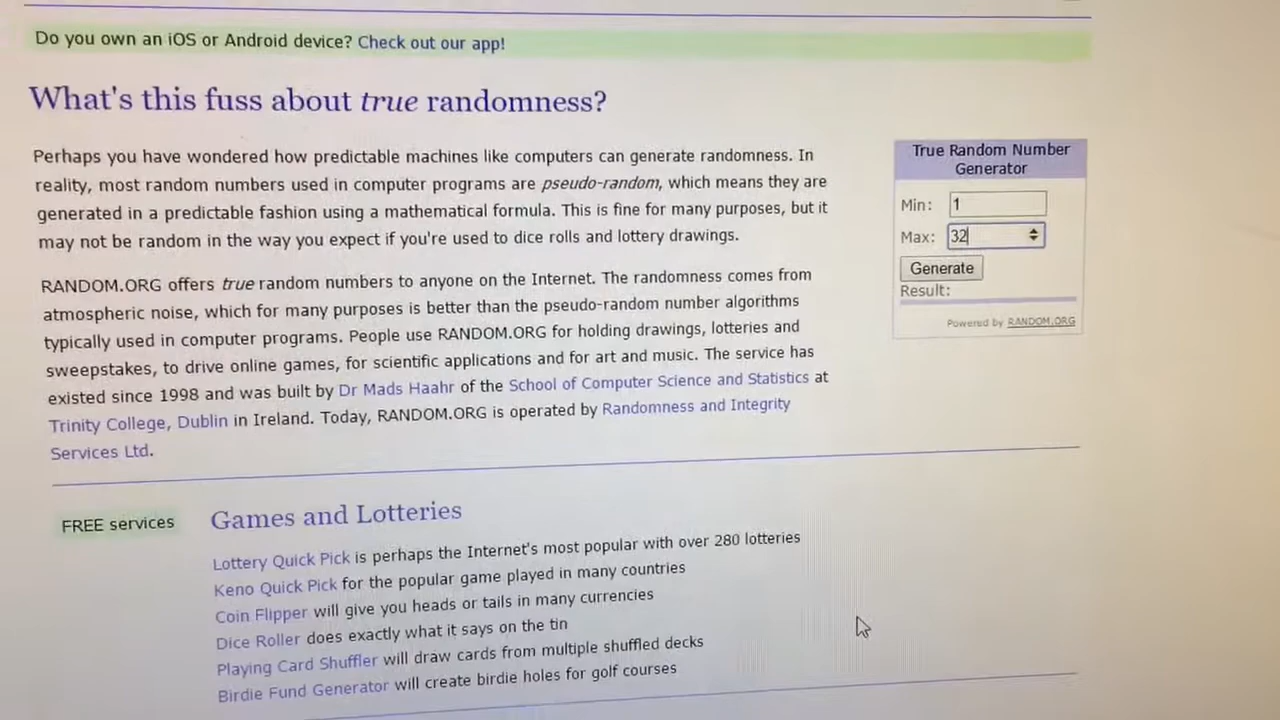 Do you own an iOS or Android device? Check out our app!
What's this fuss about true randomness?
Perhaps you have wondered how predictable machines like computers can generate randomness. In
reality, most random numbers used in computer programs are pseudo-random, which means they are
generated in a predictable fashion using a mathematical formula. This is fine for many purposes, but it
may not be random in the way you expect if you're used to dice rolls and lottery drawings.
RANDOM.ORG offers true random numbers to anyone on the Internet. The randomness comes from
atmospheric noise, which for many purposes is better than the pseudo-random number algorithms
typically used in computer programs. People use RANDOM.ORG for holding drawings, lotteries and
sweepstakes, to drive online games, for scientific applications and for art and music. The service has
existed since 1998 and was built by Dr Mads Haahr of the School of Computer Science and Statistics at
Trinity College, Dublin in Ireland. Today, RANDOM.ORG is operated by Randomness and Integrity
Services Ltd.
True Random Number
Generator
Min: 1
Max: 32
Generate
Result:
Powered by RANDOM.ORG
FREE services
Games and Lotteries
Lottery Quick Pick is perhaps the Internet's most popular with over 280 lotteries
Keno Quick Pick for the popular game played in many countries
Coin Flipper will give you heads or tails in many currencies
Dice Roller does exactly what it says on the tin
Playing Card Shuffler will draw cards from multiple shuffled decks
Birdie Fund Generator will create birdie holes for golf courses